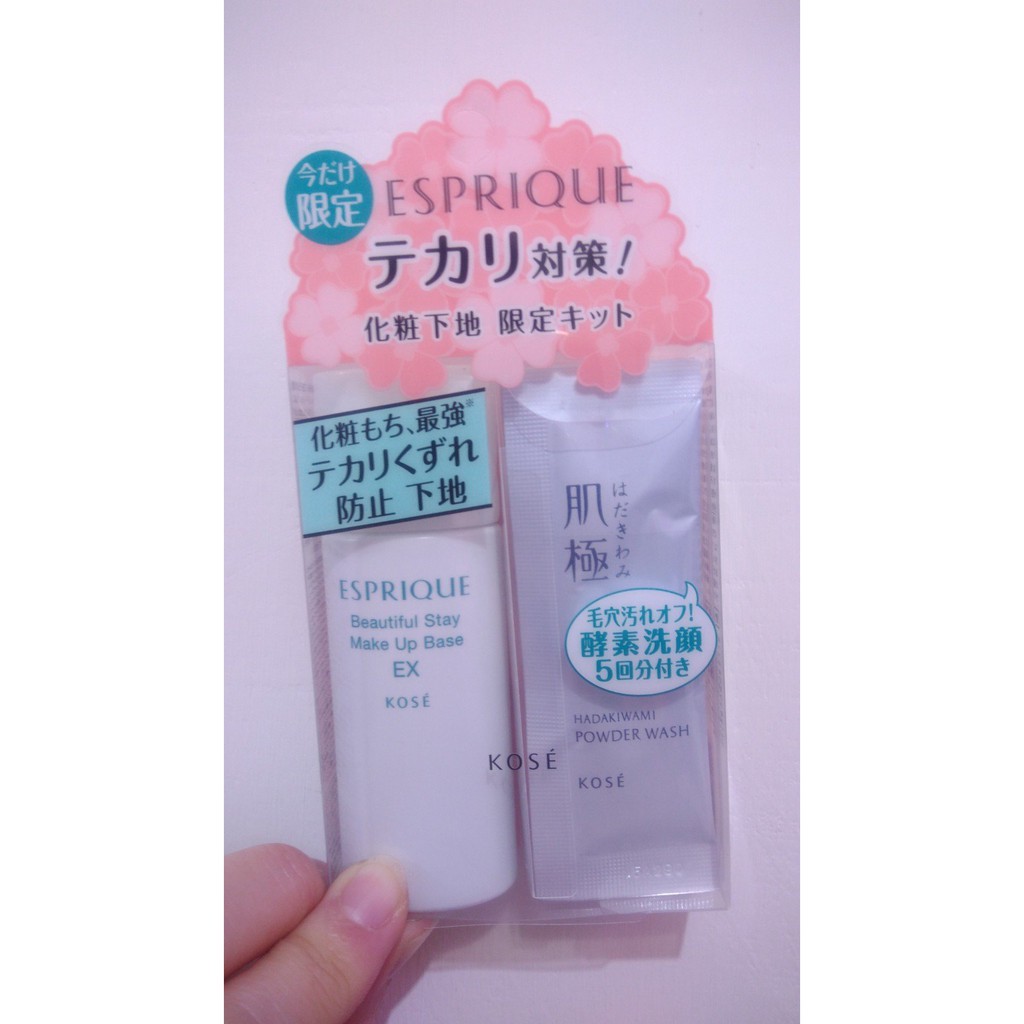 今だけ
限定
ESPRIQUE
テカリ対策!
化粧下地 限定キット
化粧もち、最強※
テカリくずれ
防止 下地
ESPRIQUE
Beautiful Stay
Make Up Base
EX
KOSÉ
肌極
はだきわみ
毛穴汚れオフ!
酵素洗顔
5回分付き
HADAKIWAMI
POWDER WASH
KOSÉ
KOSÉ